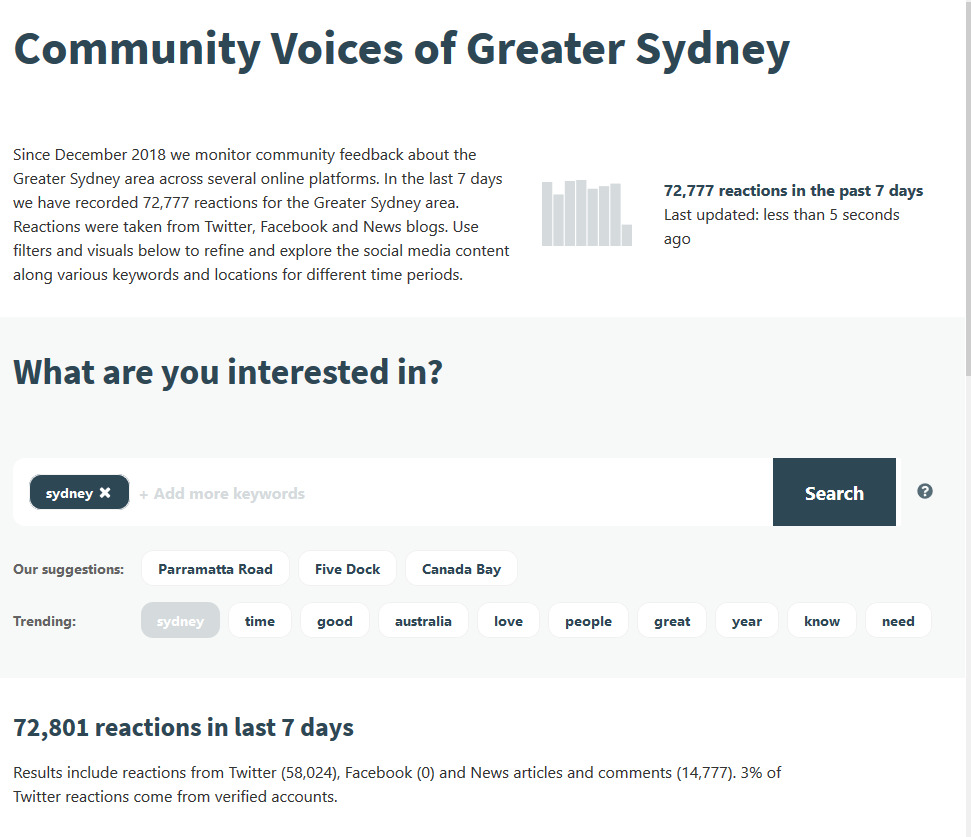 Community Voices of Greater Sydney
Since December 2018 we monitor community feedback about the
Greater Sydney area across several online platforms. In the last 7 days
we have recorded 72,777 reactions for the Greater Sydney area.
Reactions were taken from Twitter, Facebook and News blogs. Use
filters and visuals below to refine and explore the social media content
along various keywords and locations for different time periods.
72,777 reactions in the past 7 days
Last updated: less than 5 seconds
ago
What are you interested in?
sydney ✖ + Add more keywords Search ?
Our suggestions: Parramatta Road Five Dock Canada Bay
Trending: sydney time good australia love people great year know need
72,801 reactions in last 7 days
Results include reactions from Twitter (58,024), Facebook (0) and News articles and comments (14,777). 3% of
Twitter reactions come from verified accounts.